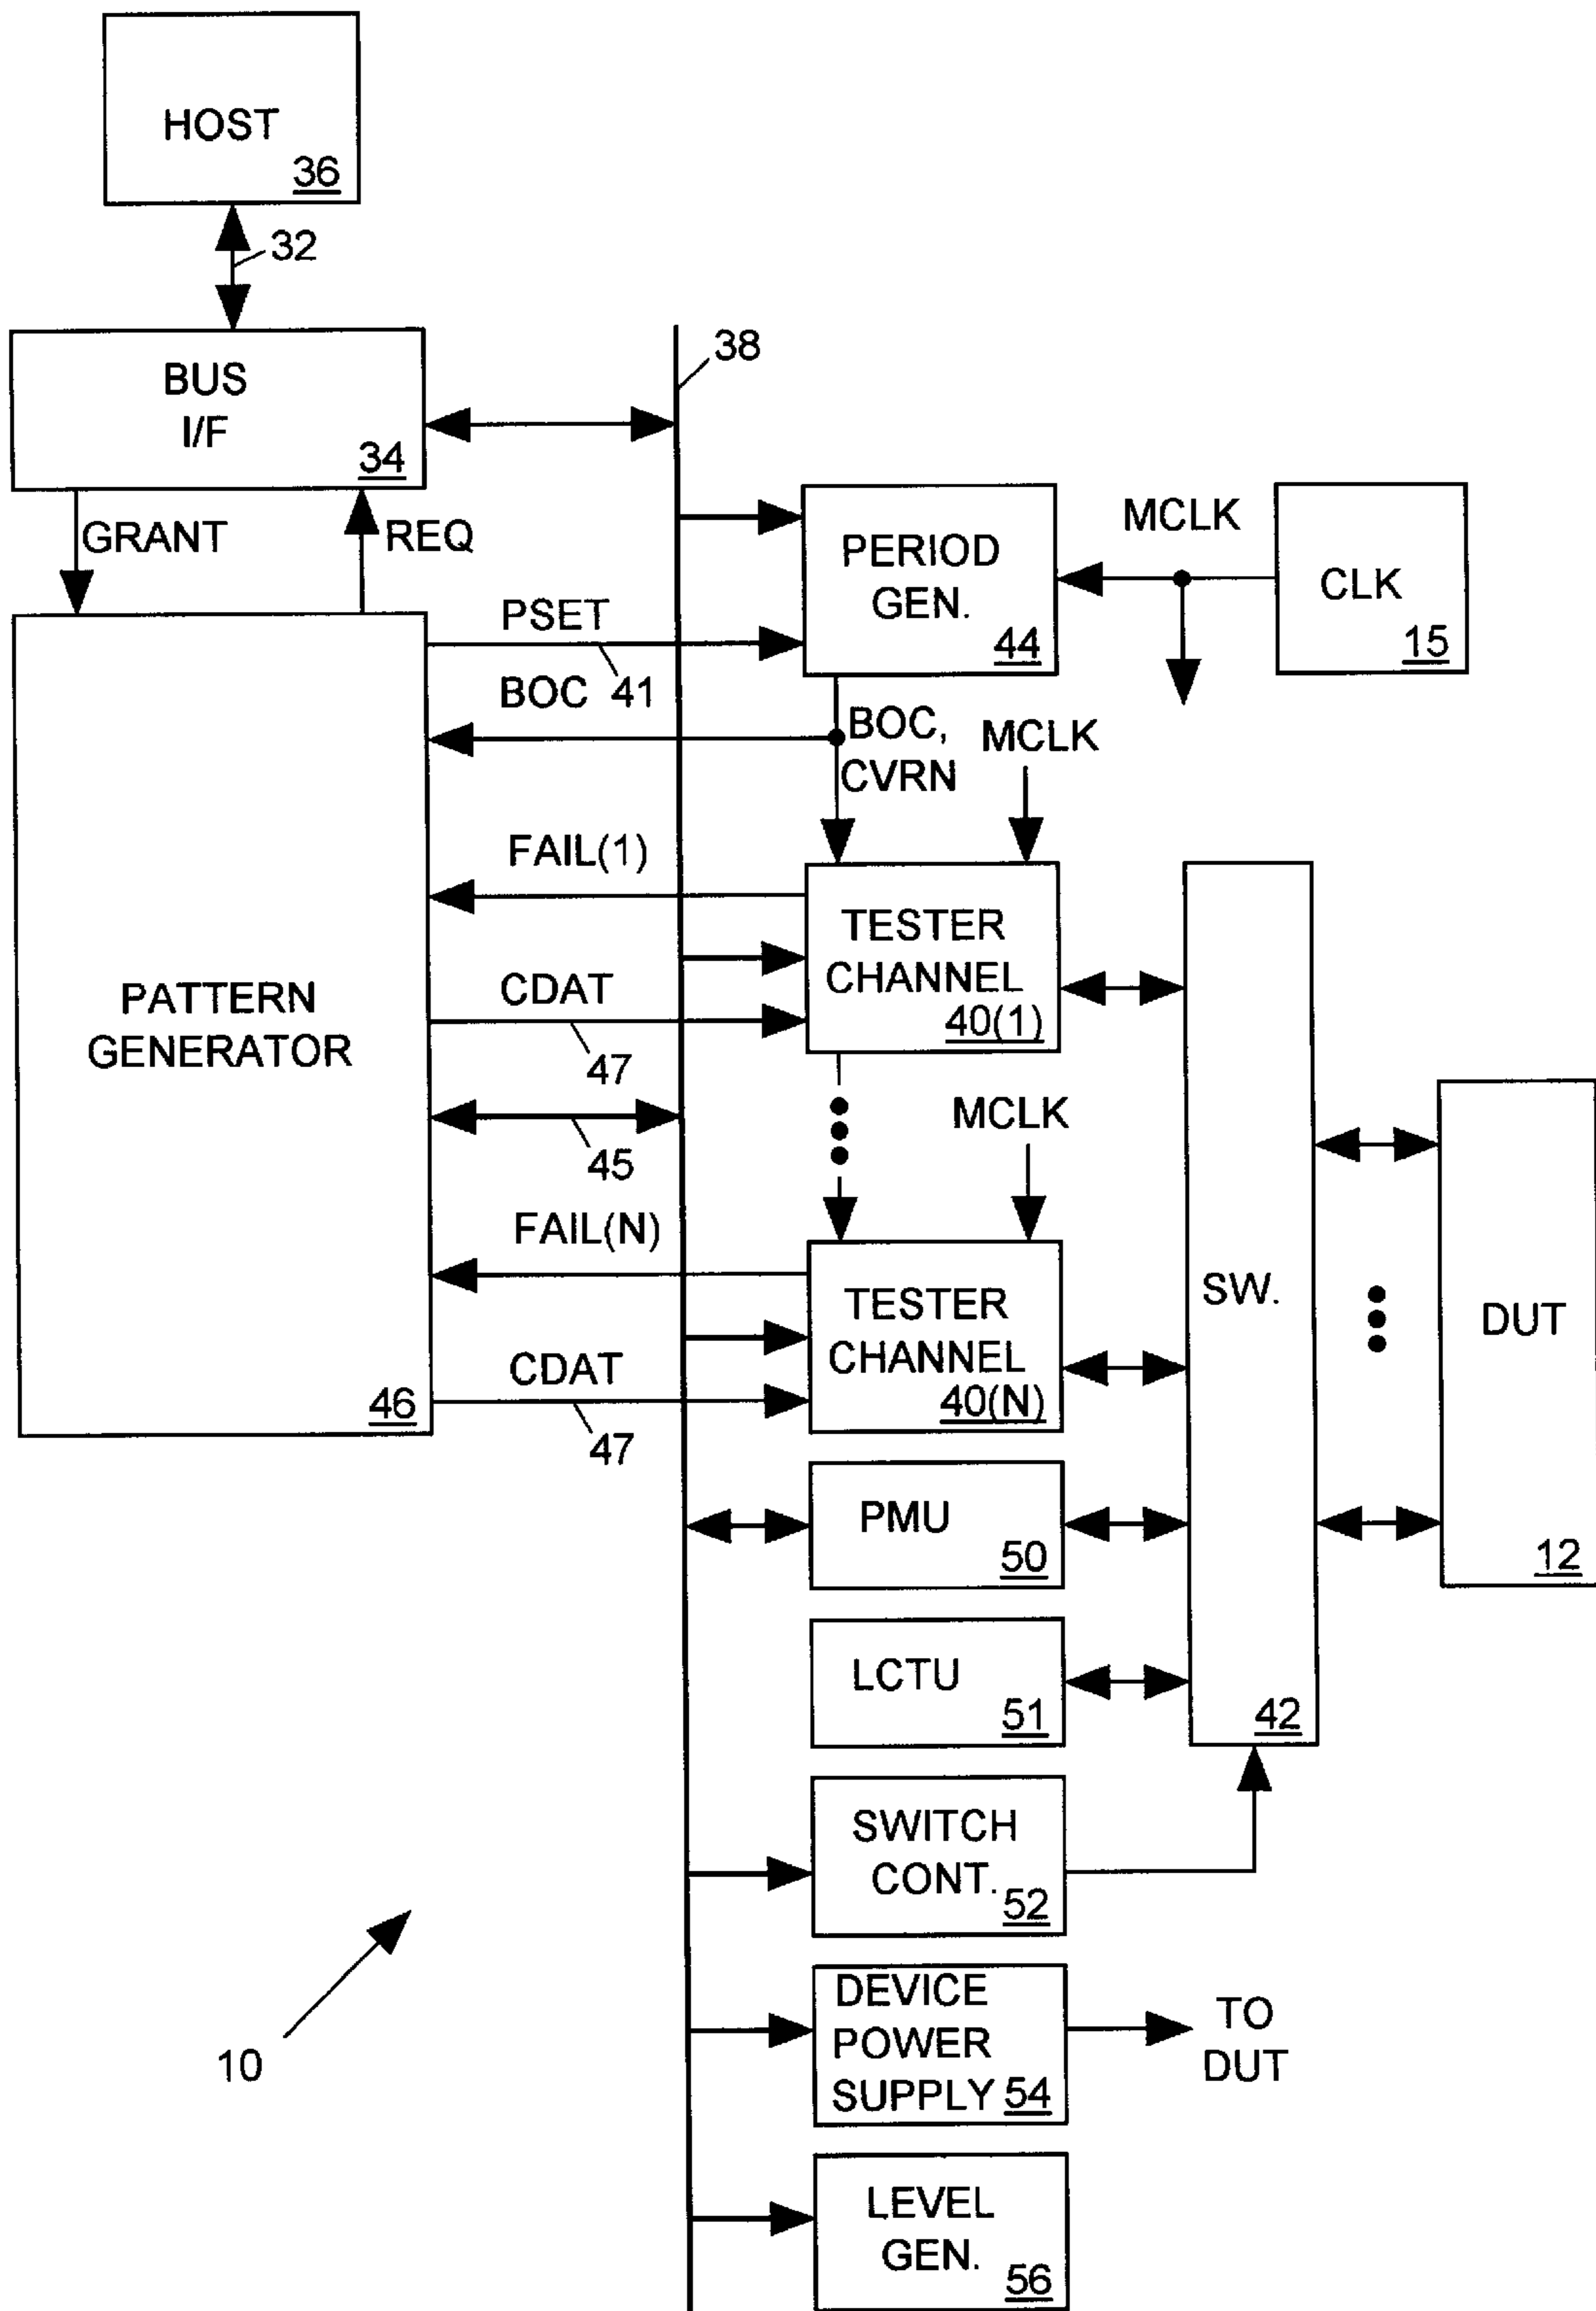 HOST
36
32
BUS
I/F
34
38
GRANT
REQ
PERIOD
GEN.
44
MCLK
CLK
15
PSET
41
BOC
BOC,
CVRN
MCLK
FAIL(1)
TESTER
CHANNEL
40(1)
CDAT
47
PATTERN
GENERATOR
46
45
MCLK
FAIL(N)
TESTER
CHANNEL
40(N)
CDAT
47
SW.
42
DUT
12
PMU
50
LCTU
51
SWITCH
CONT.
52
DEVICE
POWER
SUPPLY
54
TO
DUT
10
LEVEL
GEN.
56